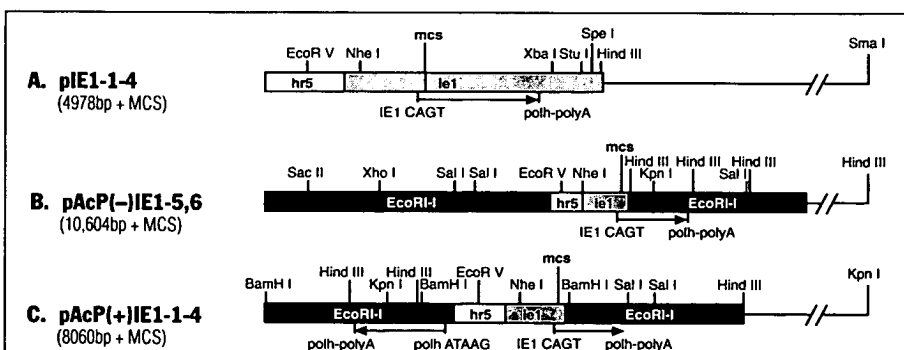 mcs Spe I
EcoR V Nhe I Xba I Stu I Hind III Sma I
A. pIE1-1-4 hr5 ie1
(4978bp + MCS) IE1 CAGT polh-polyA
mcs Hind III Hind III Hind III Hind III
Sac II Xho I Sal I Sal I EcoR V Nhe I Kpn I Sal I
B. pAcP(–)IE1-5,6 EcoRI-I hr5 ie1 EcoRI-I
(10,604bp + MCS) IE1 CAGT polh-polyA
mcs
BamH I Hind III Kpn I Hind III BamH I EcoR V Nhe I BamH I Sal I Sal I Hind III Kpn I
C. pAcP(+)IE1-1-4 EcoRI-I hr5 ie1 EcoRI-I
(8060bp + MCS) polh-polyA polh ATAAG IE1 CAGT polh-polyA